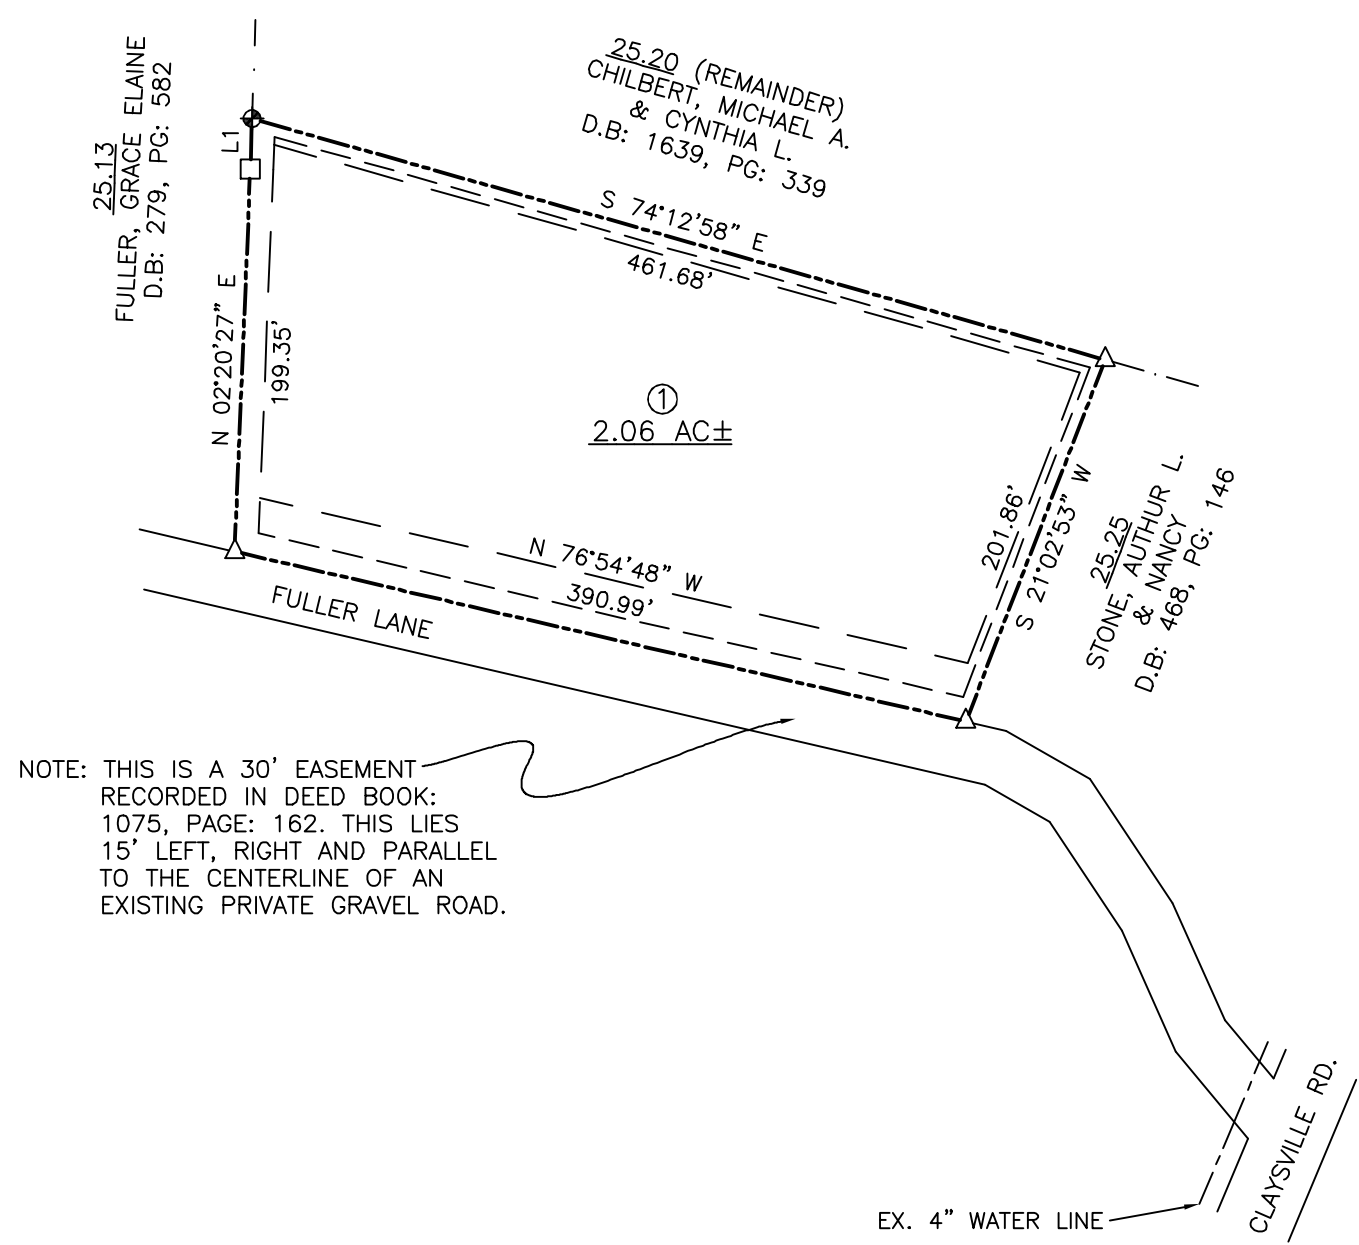 25.13
FULLER, GRACE ELAINE
D.B: 279, PG: 582
L1
25.20 (REMAINDER)
CHILBERT, MICHAEL A.
& CYNTHIA L.
D.B: 1639, PG: 339
S 74°12'58" E
461.68'
N 02°20'27" E
199.35'
1
2.06 AC±
201.86'
S 21°02'53" W
25.25
STONE, AUTHUR L.
& NANCY
D.B: 468, PG: 146
N 76°54'48" W
390.99'
FULLER LANE
NOTE: THIS IS A 30' EASEMENT
RECORDED IN DEED BOOK:
1075, PAGE: 162. THIS LIES
15' LEFT, RIGHT AND PARALLEL
TO THE CENTERLINE OF AN
EXISTING PRIVATE GRAVEL ROAD.
CLAYSVILLE RD.
EX. 4" WATER LINE